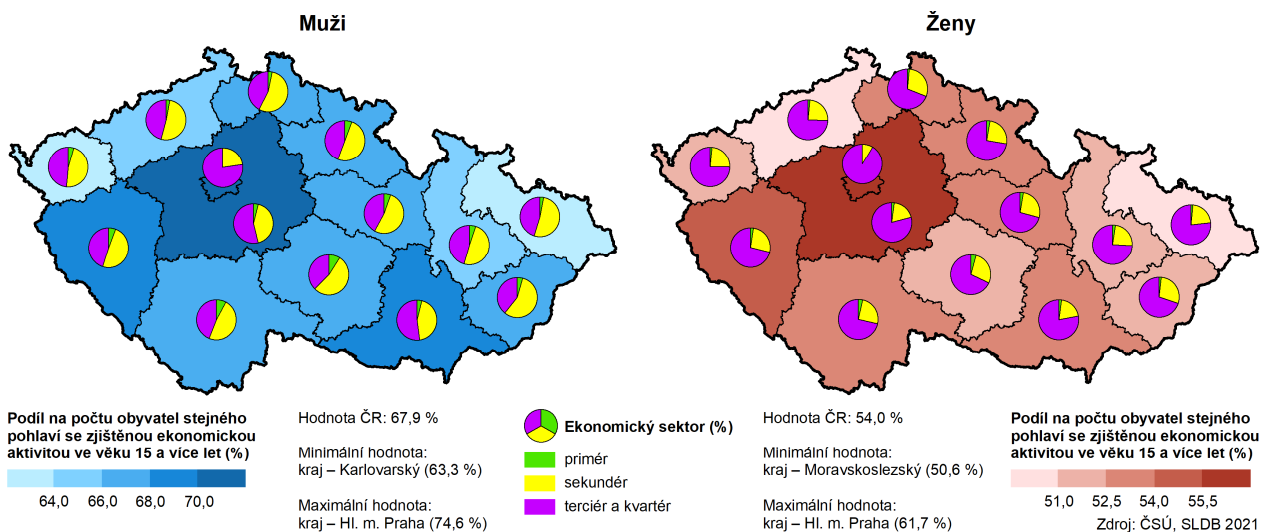 Muži
Ženy
Podíl na počtu obyvatel stejného
pohlaví se zjištěnou ekonomickou
aktivitou ve věku 15 a více let (%)
64,0 66,0 68,0 70,0
Hodnota ČR: 67,9 %
Minimální hodnota:
kraj – Karlovarský (63,3 %)
Maximální hodnota:
kraj – Hl. m. Praha (74,6 %)
Ekonomický sektor (%)
primér
sekundér
terciér a kvartér
Hodnota ČR: 54,0 %
Minimální hodnota:
kraj – Moravskoslezský (50,6 %)
Maximální hodnota:
kraj – Hl. m. Praha (61,7 %)
Podíl na počtu obyvatel stejného
pohlaví se zjištěnou ekonomickou
aktivitou ve věku 15 a více let (%)
51,0 52,5 54,0 55,5
Zdroj: ČSÚ, SLDB 2021